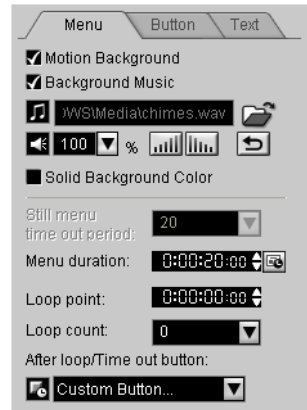 Menu Button Text
Motion Background
Background Music
)WS\Media\chimes.wav
100 %
Solid Background Color
Still menu
time out period: 20
Menu duration: 0:00:20:00
Loop point: 0:00:00:00
Loop count: 0
After loop/Time out button:
Custom Button...